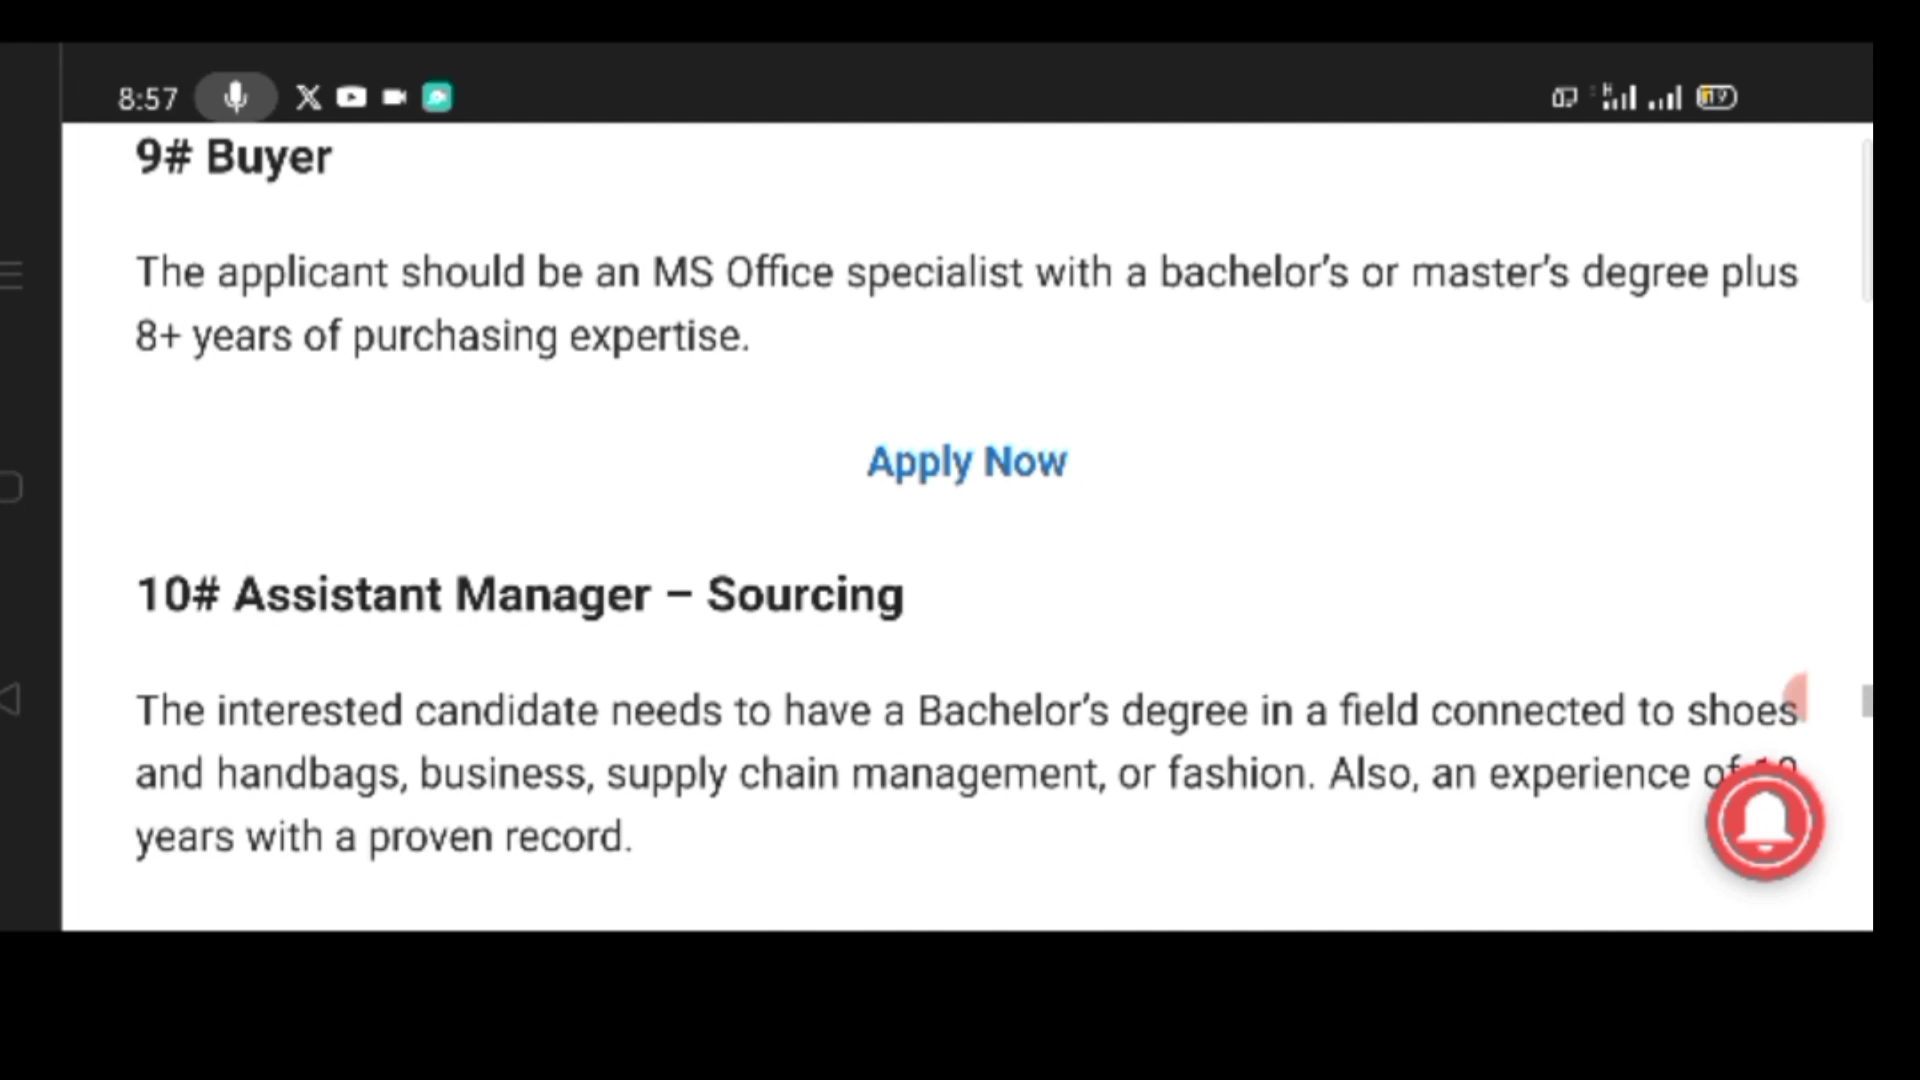 8:57
9# Buyer
The applicant should be an MS Office specialist with a bachelor's or master's degree plus
8+ years of purchasing expertise.
Apply Now
10# Assistant Manager – Sourcing
The interested candidate needs to have a Bachelor's degree in a field connected to shoes
and handbags, business, supply chain management, or fashion. Also, an experience of
years with a proven record.